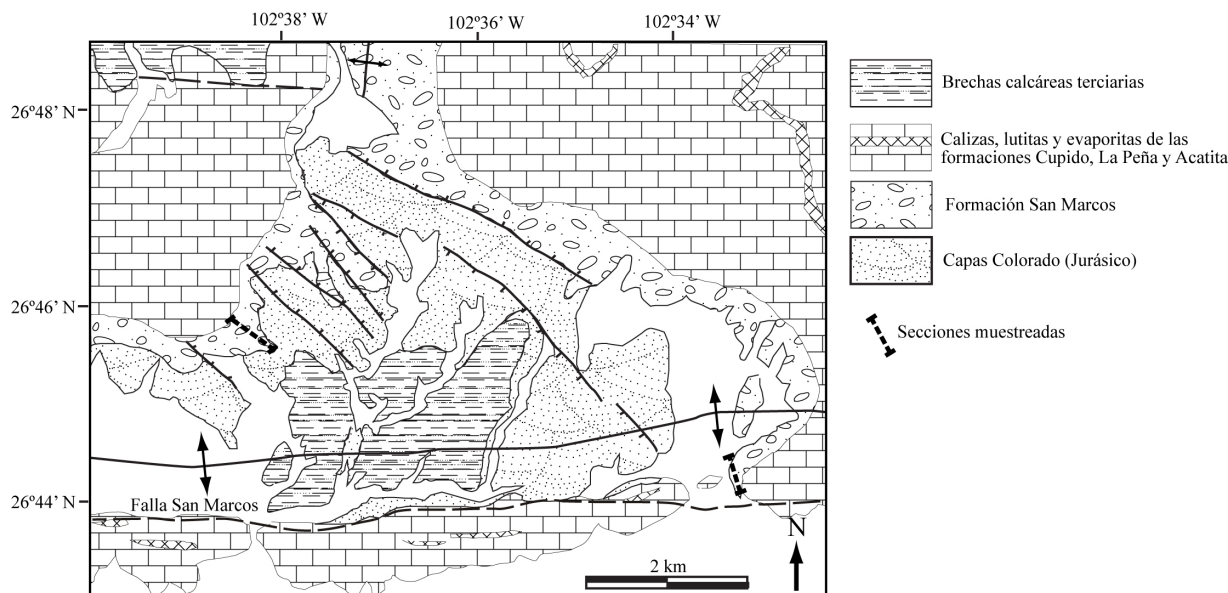 102º38’ W
102º36’ W
102º34’ W
26º48’ N
26º46’ N
26º44’ N
Falla San Marcos
N
2 km
Brechas calcáreas terciarias
Calizas, lutitas y evaporitas de las
formaciones Cupido, La Peña y Acatita
Formación San Marcos
Capas Colorado (Jurásico)
Secciones muestreadas